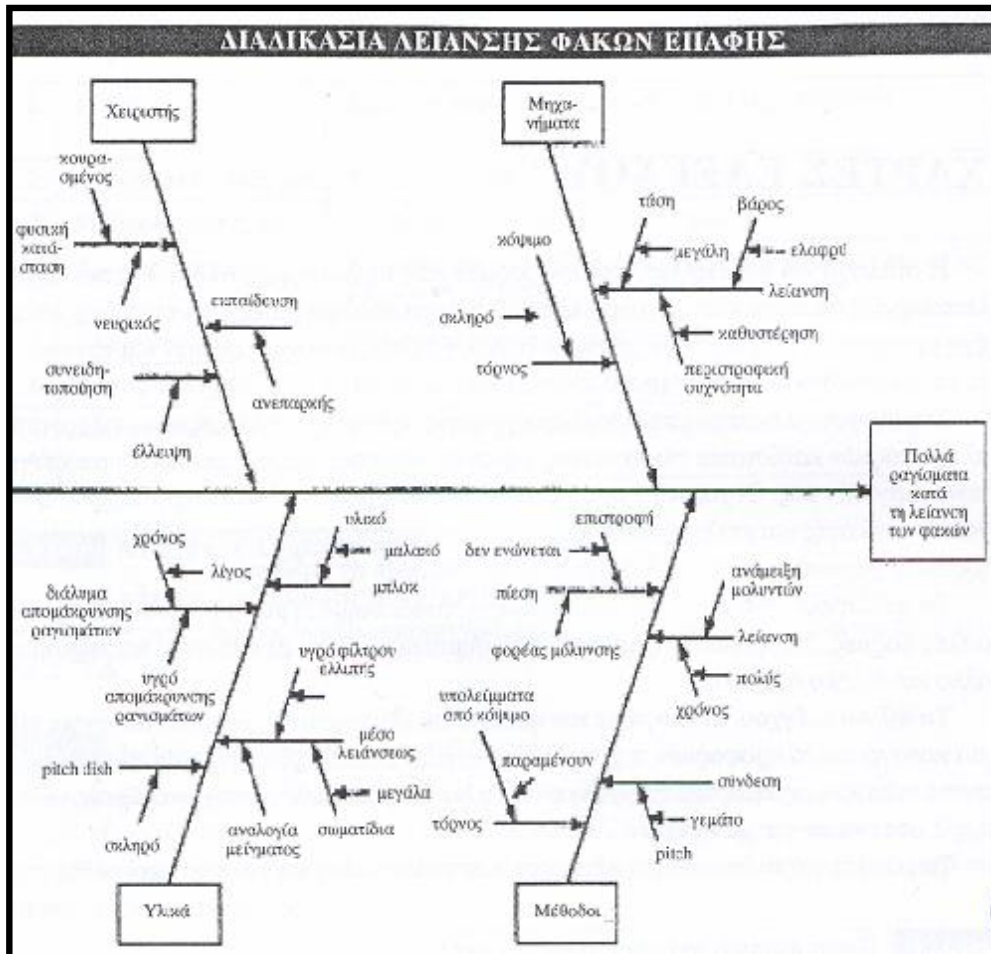 ΔΙΑΔΙΚΑΣΙΑ ΛΕΙΑΝΣΗΣ ΦΑΚΩΝ ΕΠΑΦΗΣ
Χειριστής
Μηχα-
νήματα
κουρα-
σμένος
φυσική
κατά-
σταση
νευρικός
εκπαίδευση
συνειδη-
τοποίηση
ανεπαρκής
έλλειψη
τάση
βάρος
κόψιμο
μεγάλη
ελαφρύ
λείανση
σκληρό
καθυστέρηση
τόρνος
περιστροφική
συχνότητα
Πολλά
ραγίσματα
κατά
τη λείανση
των φακών
χρόνος
λίγος
διάλυμα
απομάκρυνσης
ραγισμάτων
υγρό
απομάκρυνσης
ραγισμάτων
υλικό
μαλακό
μπλοκ
υγρό φίλτρου
ελλιπής
μέσο
λειάνσεως
pitch dish
μεγάλα
σκληρό
αναλογία
μείγματος
σωματίδια
Υλικά
επιστροφή
δεν ενώνεται
πίεση
φορέας μόλυνσης
ανάμειξη
μολυντών
λείανση
πολύς
χρόνος
υπολείμματα
από κόψιμο
παραμένουν
τόρνος
σύνδεση
γεμάτο
pitch
Μέθοδοι